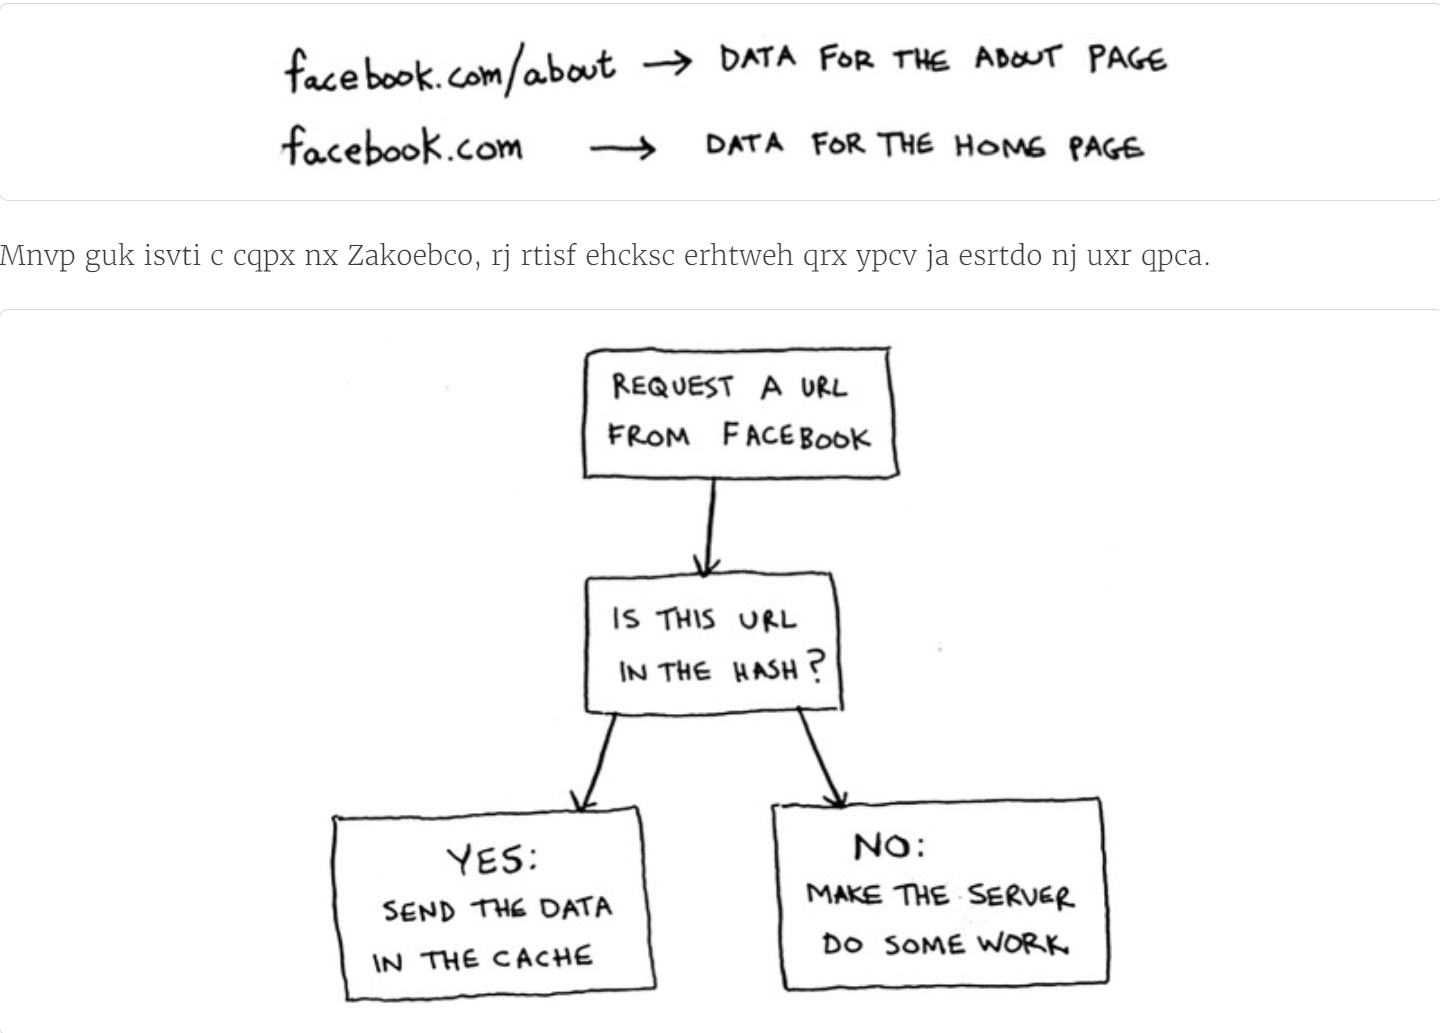 facebook.com/about → DATA FOR THE ABOUT PAGE
facebook.com → DATA FOR THE HOME PAGE
Mnvp guk isvti c cqpx nx Zakoebco, rj rtisf ehcksc erhtweh qrx ypcv ja esrtdo nj uxr qpca.
REQUEST A URL
FROM FACEBOOK
IS THIS URL
IN THE HASH?
YES:
SEND THE DATA
IN THE CACHE
NO:
MAKE THE SERVER
DO SOME WORK